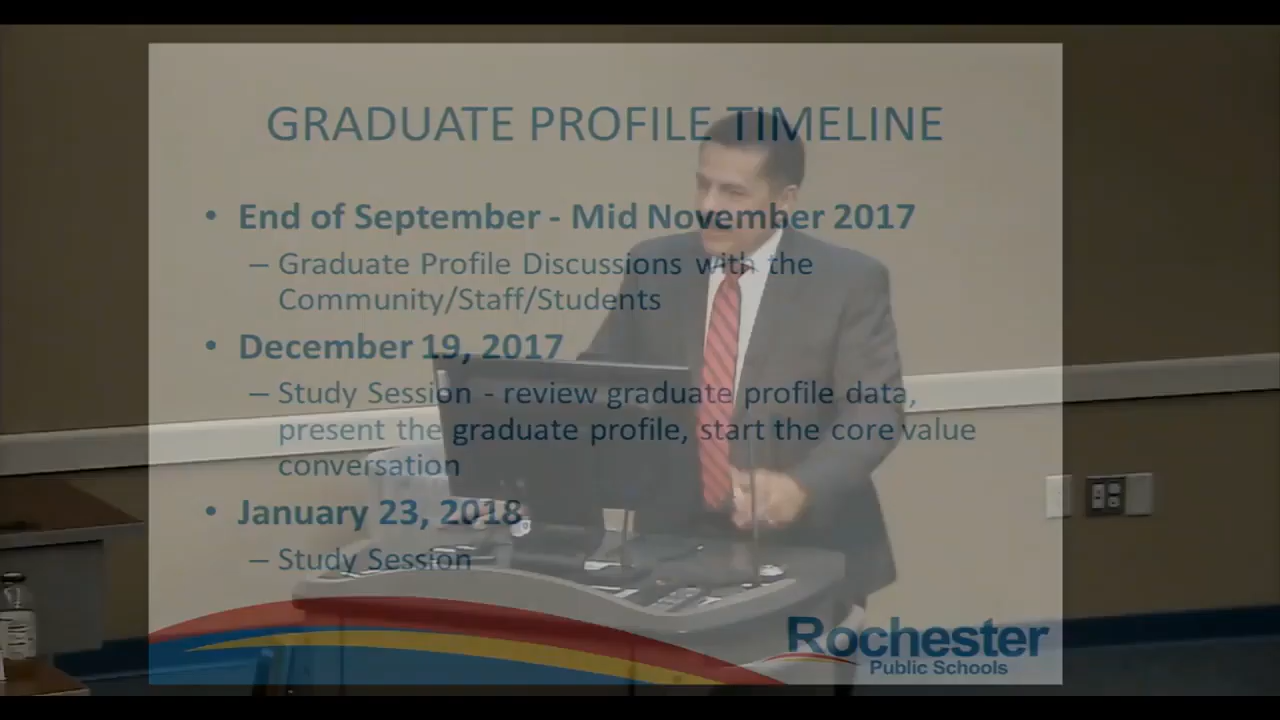 GRADUATE PROFILE TIMELINE
• End of September - Mid November 2017
– Graduate Profile Discussions with the
Community/Staff/Students
• December 19, 2017
– Study Session - review graduate profile data,
present the graduate profile, start the core value
conversation
• January 23, 2018
– Study Session
Rochester
Public Schools